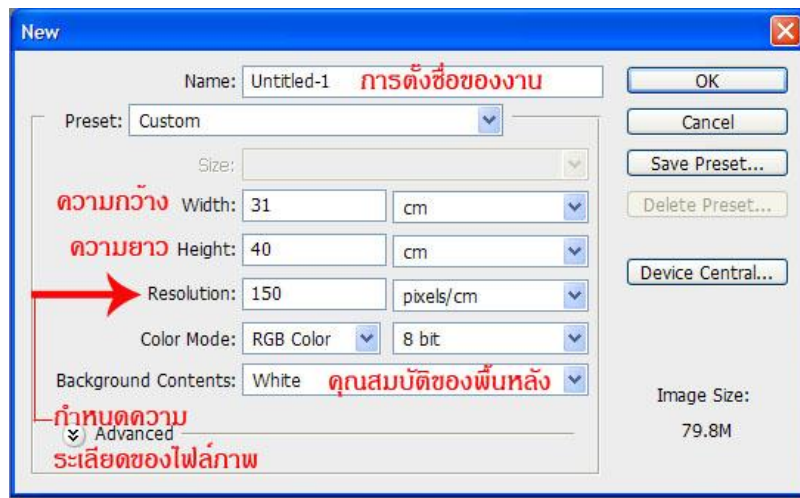 New
Name: Untitled-1 การตั้งชื่อของงาน
OK
Preset: Custom
Cancel
Size:
Save Preset...
ความกว้าง Width: 31 cm
Delete Preset...
ความยาว Height: 40 cm
Device Central...
Resolution: 150 pixels/cm
Color Mode: RGB Color 8 bit
Background Contents: White คุณสมบัติของพื้นหลัง
Image Size:
79.8M
กำหนดความ
Advanced
ระเลียดของไฟล์ภาพ